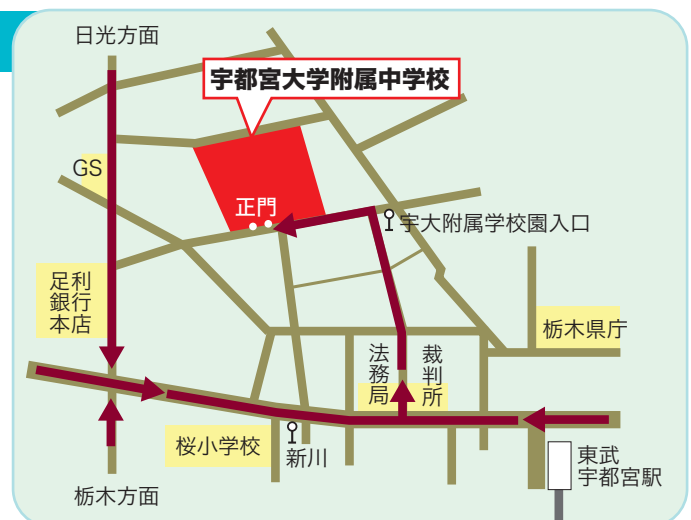 日光方面
宇都宮大学附属中学校
GS
正門
宇大附属学校園入口
足利
銀行
本店
栃木県庁
法務局
裁判所
桜小学校
新川
東武
宇都宮駅
栃木方面